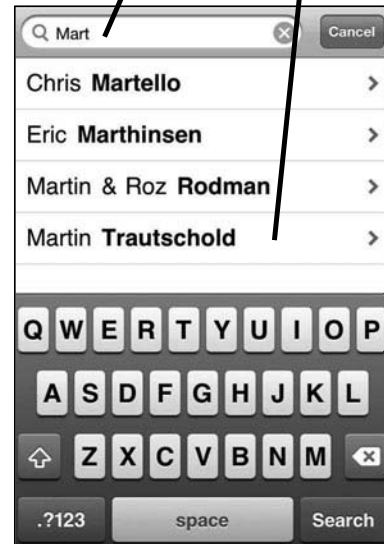 Mart Cancel
Chris Martello
Eric Marthinsen
Martin & Roz Rodman
Martin Trautschold
Q W E R T Y U I O P
A S D F G H J K L
Z X C V B N M
.?123 space Search